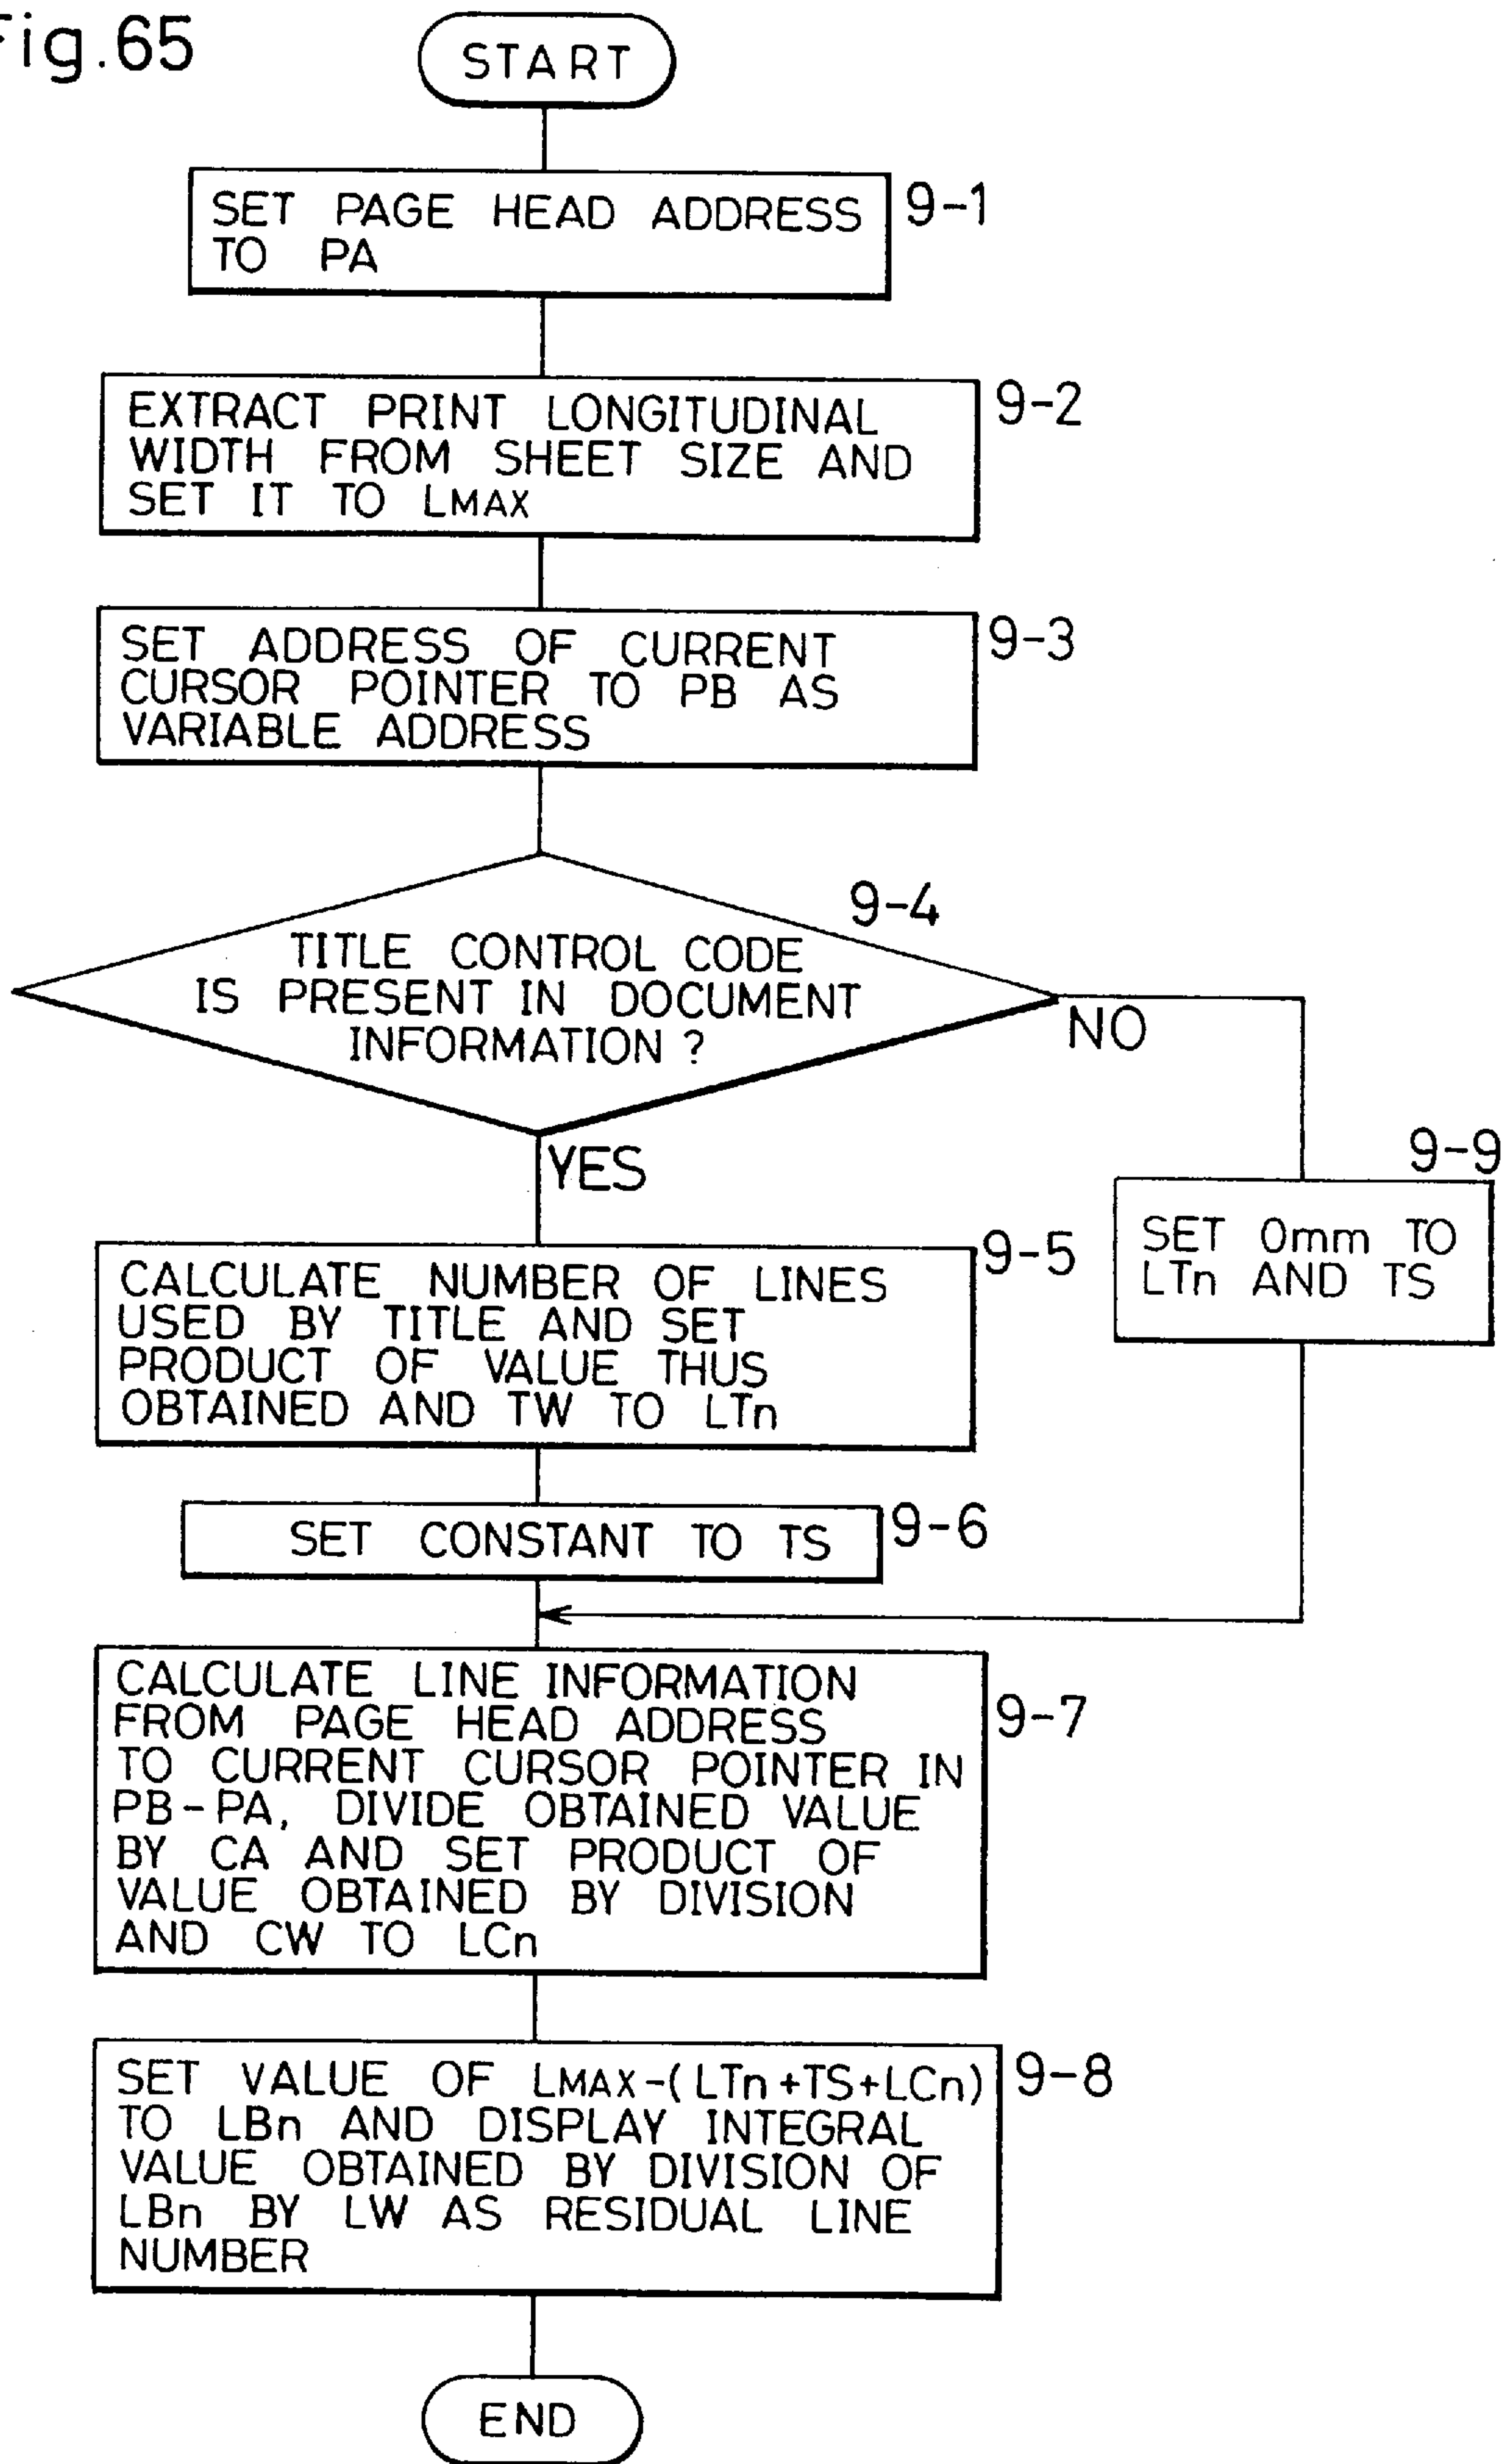 Fig.65
START
SET PAGE HEAD ADDRESS
TO PA
9-1
EXTRACT PRINT LONGITUDINAL
WIDTH FROM SHEET SIZE AND
SET IT TO LMAX
9-2
SET ADDRESS OF CURRENT
CURSOR POINTER TO PB AS
VARIABLE ADDRESS
9-3
9-4
TITLE CONTROL CODE
IS PRESENT IN DOCUMENT
INFORMATION ?
NO
YES
9-9
SET 0mm TO
LTn AND TS
9-5
CALCULATE NUMBER OF LINES
USED BY TITLE AND SET
PRODUCT OF VALUE THUS
OBTAINED AND TW TO LTn
SET CONSTANT TO TS
9-6
CALCULATE LINE INFORMATION
FROM PAGE HEAD ADDRESS
TO CURRENT CURSOR POINTER IN
PB-PA, DIVIDE OBTAINED VALUE
BY CA AND SET PRODUCT OF
VALUE OBTAINED BY DIVISION
AND CW TO LCn
9-7
SET VALUE OF LMAX-(LTn+TS+LCn)
TO LBn AND DISPLAY INTEGRAL
VALUE OBTAINED BY DIVISION OF
LBn BY LW AS RESIDUAL LINE
NUMBER
9-8
END